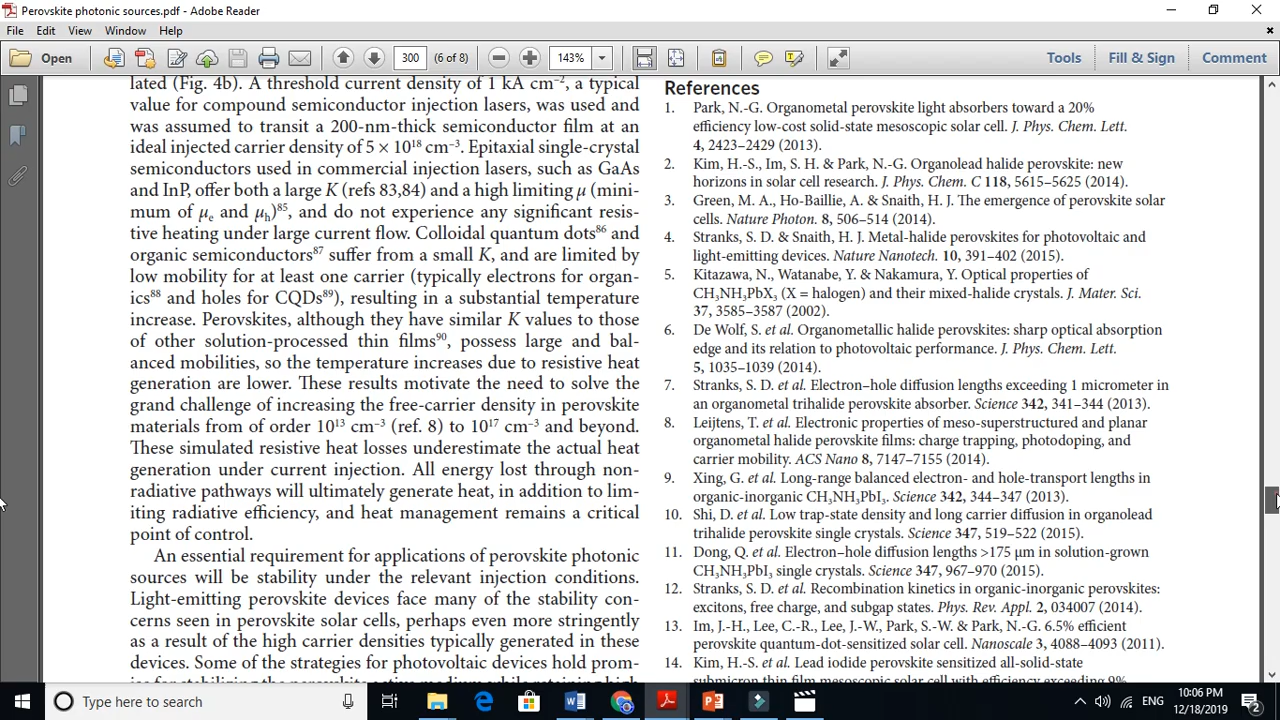 Perovskite photonic sources.pdf - Adobe Reader
File Edit View Window Help
Open 300 (6 of 8) 143% Tools Fill & Sign Comment
lated (Fig. 4b). A threshold current density of 1 kA cm⁻², a typical
value for compound semiconductor injection lasers, was used and
was assumed to transit a 200-nm-thick semiconductor film at an
ideal injected carrier density of 5 × 10¹⁸ cm⁻³. Epitaxial single-crystal
semiconductors used in commercial injection lasers, such as GaAs
and InP, offer both a large K (refs 83,84) and a high limiting μ (mini-
mum of μₑ and μₕ)⁸⁵, and do not experience any significant resis-
tive heating under large current flow. Colloidal quantum dots⁸⁶ and
organic semiconductors⁸⁷ suffer from a small K, and are limited by
low mobility for at least one carrier (typically electrons for organ-
ics⁸⁸ and holes for CQDs⁸⁹), resulting in a substantial temperature
increase. Perovskites, although they have similar K values to those
of other solution-processed thin films⁹⁰, possess large and bal-
anced mobilities, so the temperature increases due to resistive heat
generation are lower. These results motivate the need to solve the
grand challenge of increasing the free-carrier density in perovskite
materials from of order 10¹³ cm⁻³ (ref. 8) to 10¹⁷ cm⁻³ and beyond.
These simulated resistive heat losses underestimate the actual heat
generation under current injection. All energy lost through non-
radiative pathways will ultimately generate heat, in addition to lim-
iting radiative efficiency, and heat management remains a critical
point of control.
An essential requirement for applications of perovskite photonic
sources will be stability under the relevant injection conditions.
Light-emitting perovskite devices face many of the stability con-
cerns seen in perovskite solar cells, perhaps even more stringently
as a result of the high carrier densities typically generated in these
devices. Some of the strategies for photovoltaic devices hold prom-
References
1. Park, N.-G. Organometal perovskite light absorbers toward a 20%
efficiency low-cost solid-state mesoscopic solar cell. J. Phys. Chem. Lett.
4, 2423–2429 (2013).
2. Kim, H.-S., Im, S. H. & Park, N.-G. Organolead halide perovskite: new
horizons in solar cell research. J. Phys. Chem. C 118, 5615–5625 (2014).
3. Green, M. A., Ho-Baillie, A. & Snaith, H. J. The emergence of perovskite solar
cells. Nature Photon. 8, 506–514 (2014).
4. Stranks, S. D. & Snaith, H. J. Metal-halide perovskites for photovoltaic and
light-emitting devices. Nature Nanotech. 10, 391–402 (2015).
5. Kitazawa, N., Watanabe, Y. & Nakamura, Y. Optical properties of
CH₃NH₃PbX₃ (X = halogen) and their mixed-halide crystals. J. Mater. Sci.
37, 3585–3587 (2002).
6. De Wolf, S. et al. Organometallic halide perovskites: sharp optical absorption
edge and its relation to photovoltaic performance. J. Phys. Chem. Lett.
5, 1035–1039 (2014).
7. Stranks, S. D. et al. Electron–hole diffusion lengths exceeding 1 micrometer in
an organometal trihalide perovskite absorber. Science 342, 341–344 (2013).
8. Leijtens, T. et al. Electronic properties of meso-superstructured and planar
organometal halide perovskite films: charge trapping, photodoping, and
carrier mobility. ACS Nano 8, 7147–7155 (2014).
9. Xing, G. et al. Long-range balanced electron- and hole-transport lengths in
organic-inorganic CH₃NH₃PbI₃. Science 342, 344–347 (2013).
10. Shi, D. et al. Low trap-state density and long carrier diffusion in organolead
trihalide perovskite single crystals. Science 347, 519–522 (2015).
11. Dong, Q. et al. Electron–hole diffusion lengths >175 μm in solution-grown
CH₃NH₃PbI₃ single crystals. Science 347, 967–970 (2015).
12. Stranks, S. D. et al. Recombination kinetics in organic-inorganic perovskites:
excitons, free charge, and subgap states. Phys. Rev. Appl. 2, 034007 (2014).
13. Im, J.-H., Lee, C.-R., Lee, J.-W., Park, S.-W. & Park, N.-G. 6.5% efficient
perovskite quantum-dot-sensitized solar cell. Nanoscale 3, 4088–4093 (2011).
14. Kim, H.-S. et al. Lead iodide perovskite sensitized all-solid-state
submicron thin film mesoscopic solar cell with efficiency exceeding 9%.
Type here to search
ENG
10:06 PM
12/18/2019
2